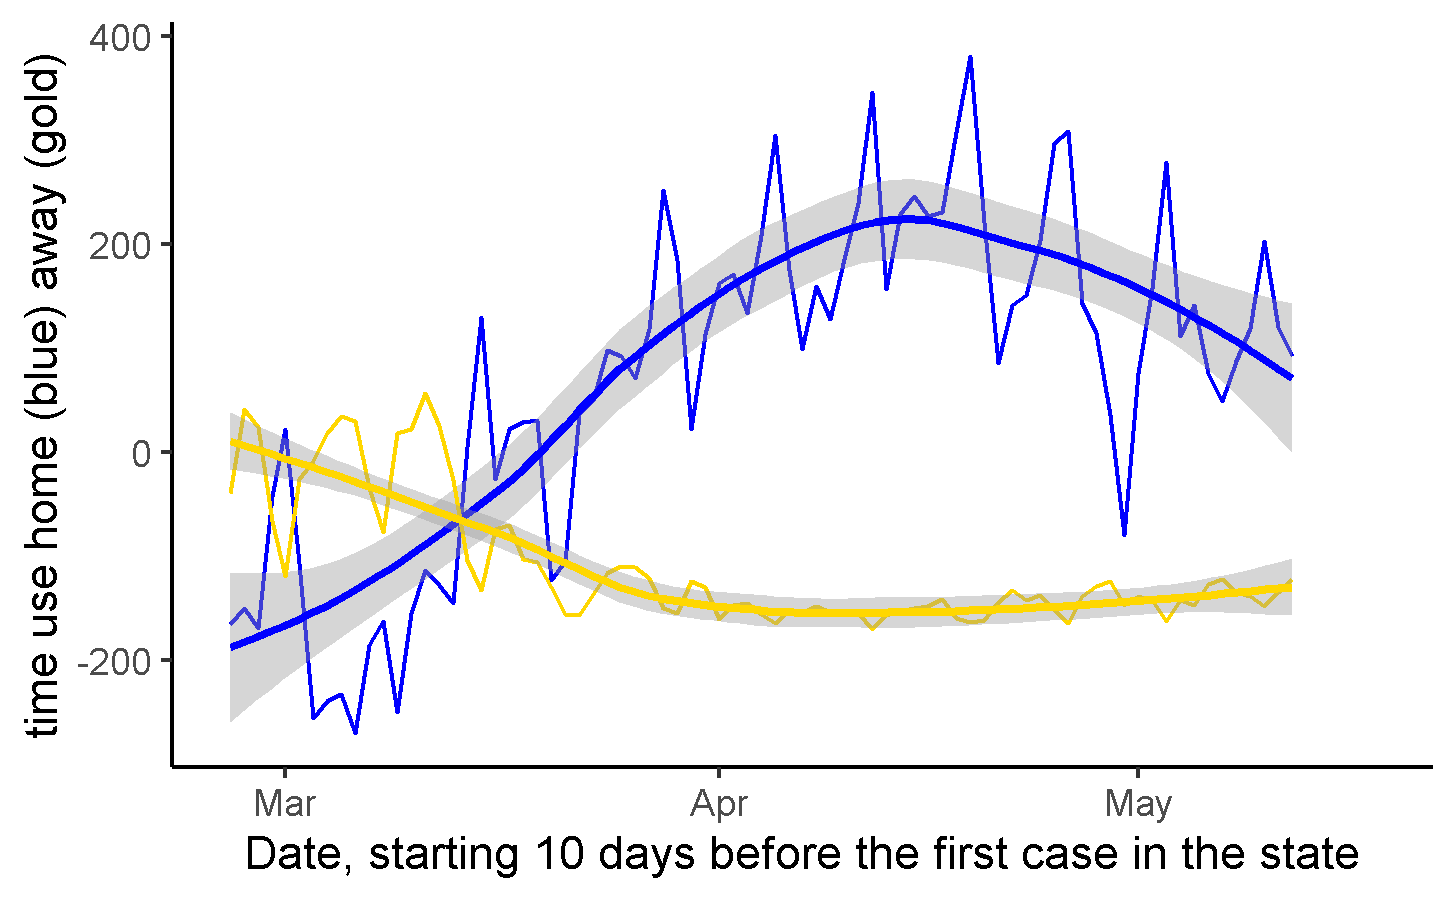 time use home (blue) away (gold)
400
200
0
-200
Mar Apr May
Date, starting 10 days before the first case in the state